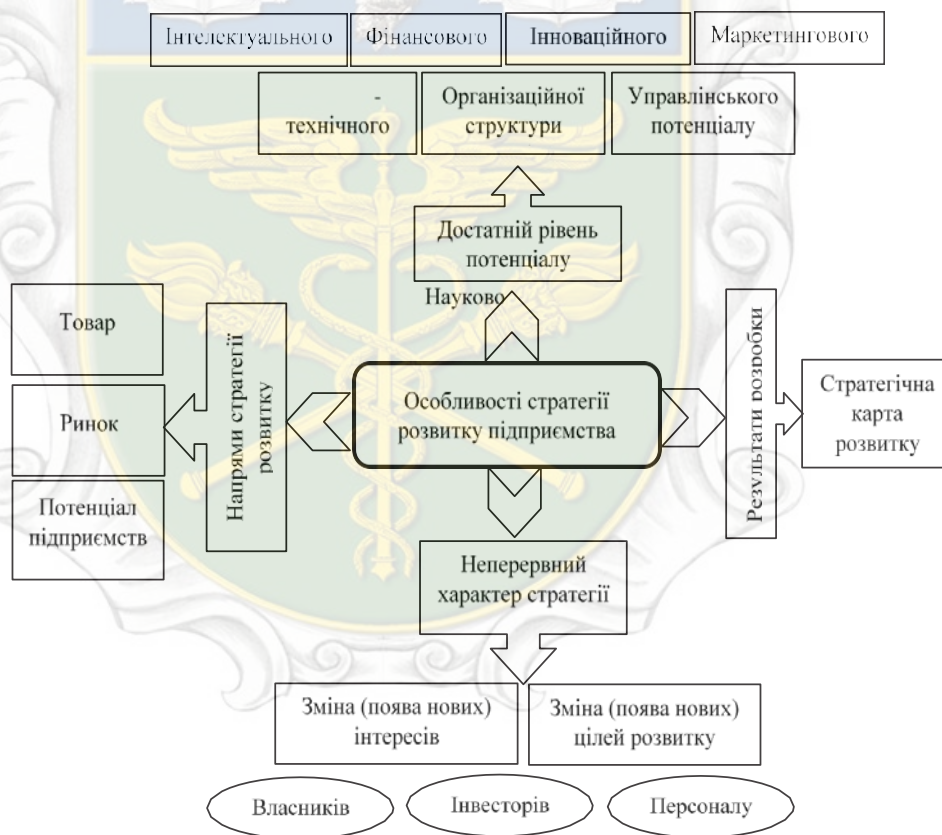 Інтелектуального
Фінансового
Інноваційного
Маркетингового
-
технічного
Організаційної
структури
Управлінського
потенціалу
Достатній рівень
потенціалу
Науково
Товар
Ринок
Потенціал
підприємств
Напрями стратегії
розвитку
Особливості стратегії
розвитку підприємства
Результати розробки
Стратегічна
карта
розвитку
Неперервний
характер стратегії
Зміна (поява нових)
інтересів
Зміна (поява нових)
цілей розвитку
Власників
Інвесторів
Персоналу